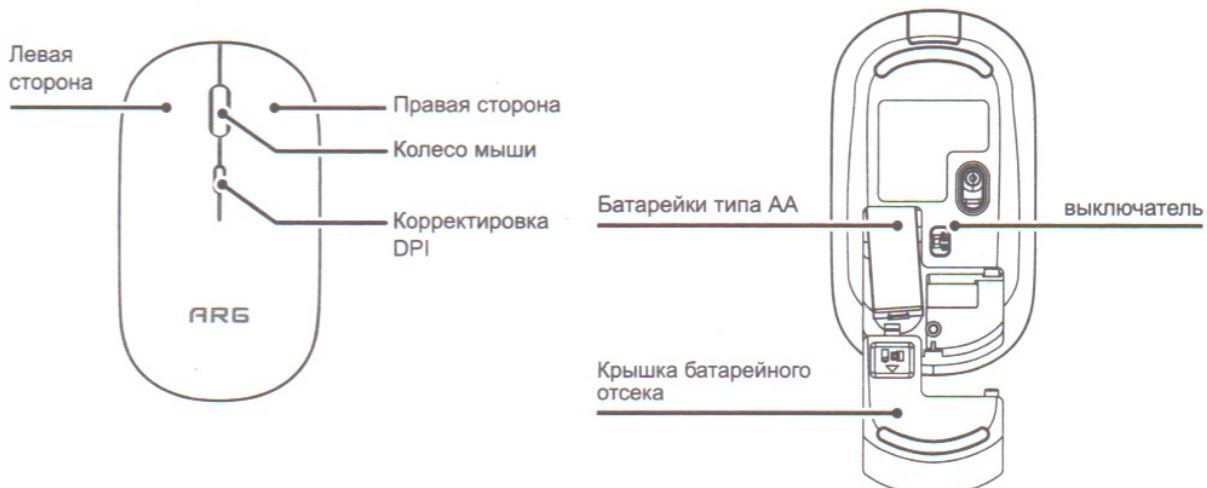 Левая
сторона
Правая сторона
Колесо мыши
Корректировка
DPI
ARG
Батарейки типа АА
выключатель
Крышка батарейного
отсека